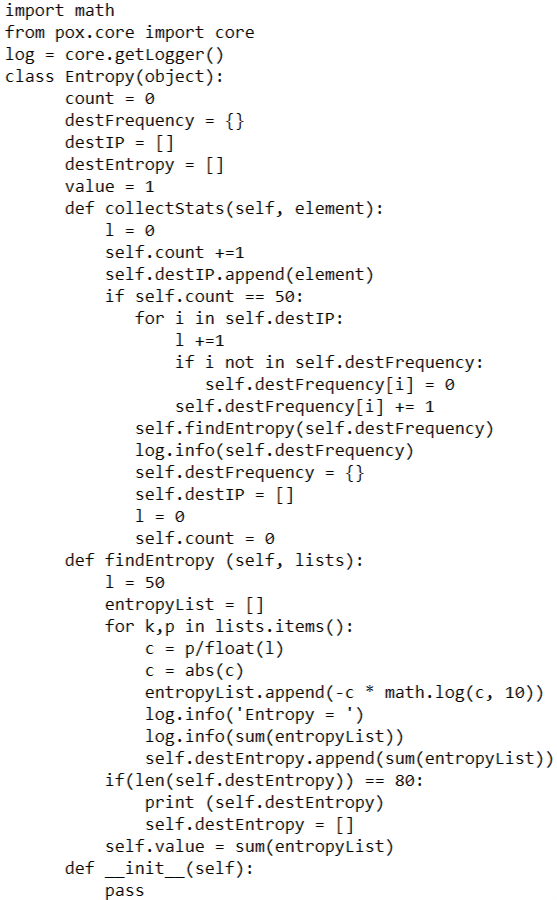 import math
from pox.core import core
log = core.getLogger()
class Entropy(object):
      count = 0
      destFrequency = {}
      destIP = []
      destEntropy = []
      value = 1
      def collectStats(self, element):
          l = 0
          self.count +=1
          self.destIP.append(element)
          if self.count == 50:
             for i in self.destIP:
                 l +=1
                 if i not in self.destFrequency:
                    self.destFrequency[i] = 0
                 self.destFrequency[i] += 1
             self.findEntropy(self.destFrequency)
             log.info(self.destFrequency)
             self.destFrequency = {}
             self.destIP = []
             l = 0
             self.count = 0
      def findEntropy (self, lists):
          l = 50
          entropyList = []
          for k,p in lists.items():
              c = p/float(l)
              c = abs(c)
              entropyList.append(-c * math.log(c, 10))
              log.info('Entropy = ')
              log.info(sum(entropyList))
              self.destEntropy.append(sum(entropyList))
          if(len(self.destEntropy)) == 80:
              print (self.destEntropy)
              self.destEntropy = []
          self.value = sum(entropyList)
      def __init__(self):
          pass